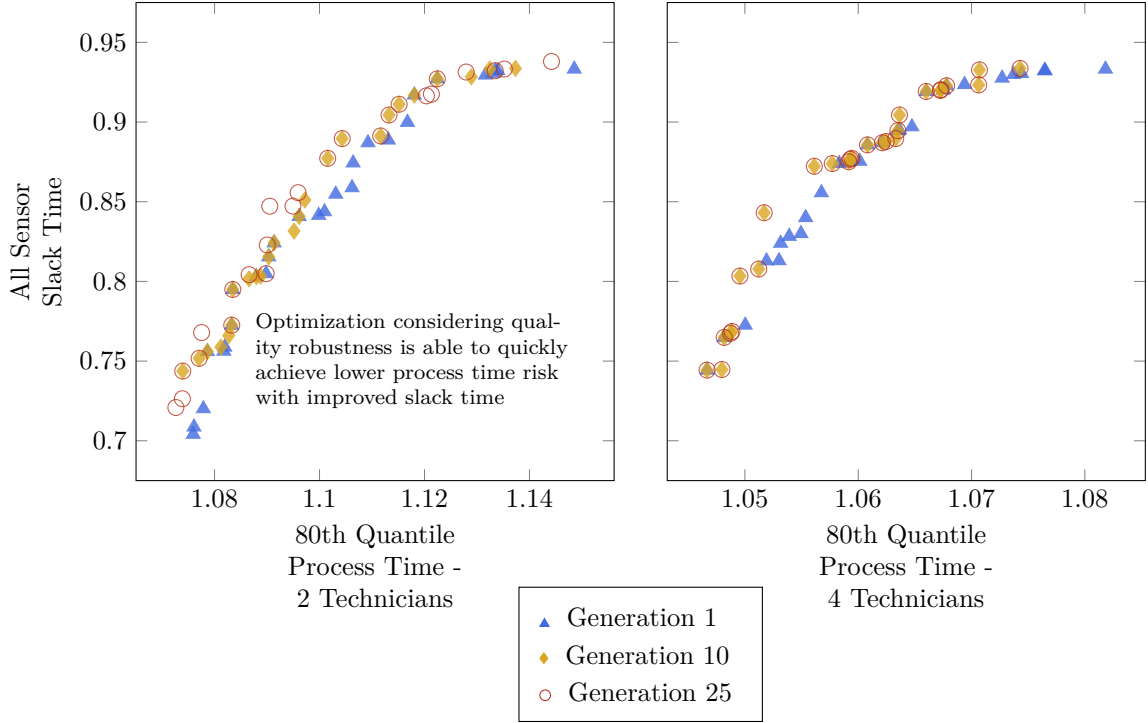 0.95
0.9
0.85
0.8
0.75
0.7
All Sensor
Slack Time
Optimization considering qual-
ity robustness is able to quickly
achieve lower process time risk
with improved slack time
1.08
1.1
1.12
1.14
80th Quantile
Process Time -
2 Technicians
1.05
1.06
1.07
1.08
80th Quantile
Process Time -
4 Technicians
Generation 1
Generation 10
Generation 25